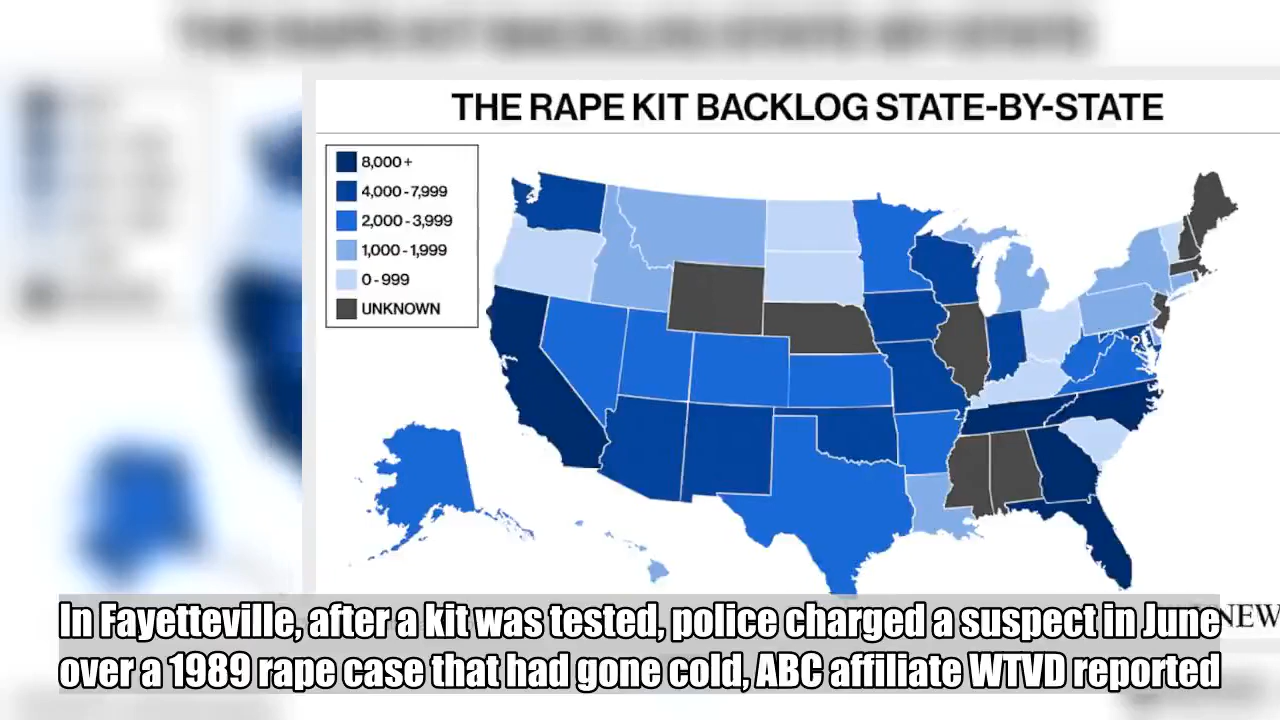 THE RAPE KIT BACKLOG STATE-BY-STATE
8,000 +
4,000 - 7,999
2,000 - 3,999
1,000 - 1,999
0 - 999
UNKNOWN
NEW
In Fayetteville, after a kit was tested, police charged a suspect in June
over a 1989 rape case that had gone cold, ABC affiliate WTVD reported